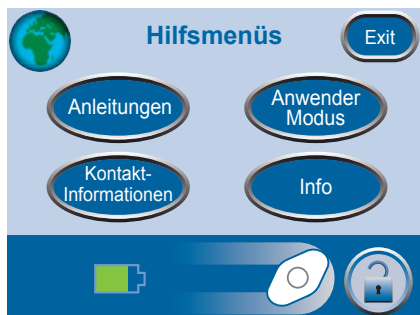 Hilfsmenüs
Exit
Anleitungen
Anwender
Modus
Kontakt-
Informationen
Info